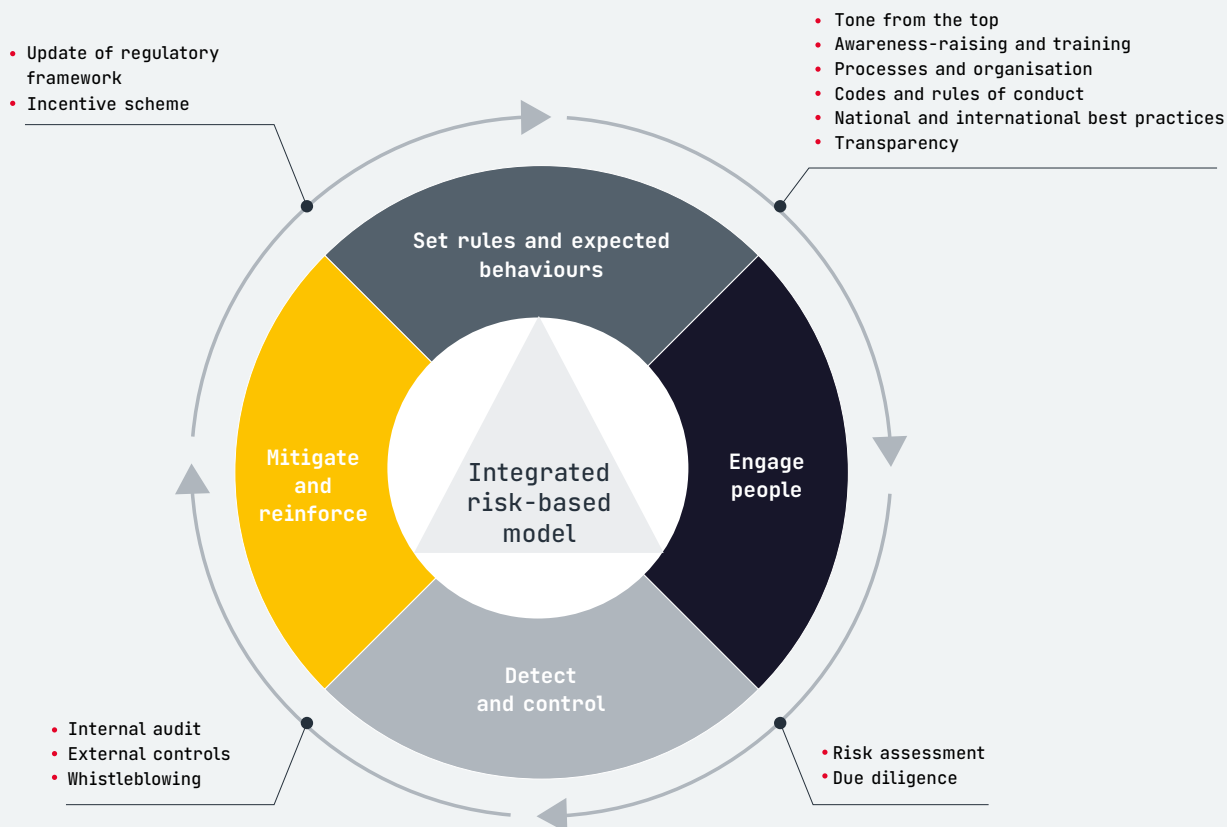 • Update of regulatory
framework
• Incentive scheme
• Tone from the top
• Awareness-raising and training
• Processes and organisation
• Codes and rules of conduct
• National and international best practices
• Transparency
Set rules and expected
behaviours
Mitigate
and
reinforce
Integrated
risk-based
model
Engage
people
Detect
and control
• Internal audit
• External controls
• Whistleblowing
• Risk assessment
• Due diligence